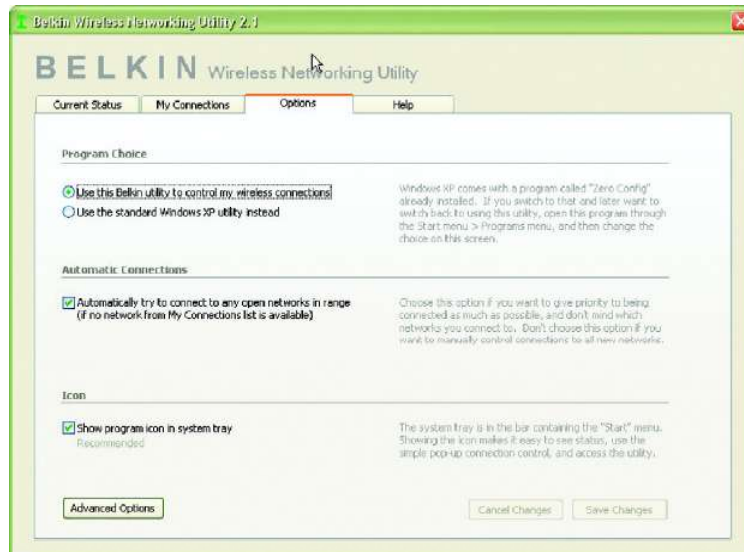 Belkin Wireless Networking Utility 2.1
BELKIN Wireless Networking Utility
Current Status My Connections Options Help
Program Choice
Use this Belkin utility to control my wireless connections
Use the standard Windows XP utility instead
Windows XP comes with a program called "Zero Config"
already installed. If you switch to that and later want to
switch back to using this utility, open this program through
the Start menu > Programs menu, and then change the
choice on this screen.
Automatic Connections
Automatically try to connect to any open networks in range
(if no network from My Connections list is available)
Choose this option if you want to give priority to being
connected as much as possible, and don't mind which
networks you connect to. Don't choose this option if you
want to manually control connections to all new networks.
Icon
Show program icon in system tray
Recommended
The system tray is in the bar containing the "Start" menu.
Showing the icon makes it easy to see status, use the
simple pop-up connection control, and access the utility.
Advanced Options
Cancel Changes Save Changes